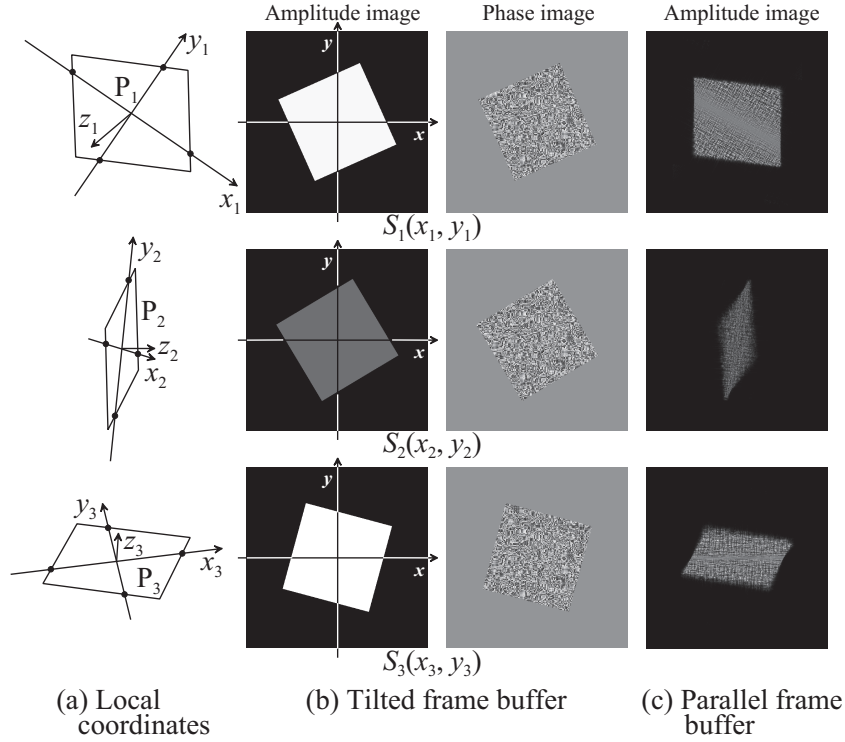 Amplitude image Phase image Amplitude image
y₁
P₁
z₁
x₁
y
x
S₁(x₁, y₁)
y₂
P₂
z₂
x₂
y
x
S₂(x₂, y₂)
y₃
z₃
x₃
P₃
y
x
S₃(x₃, y₃)
(a) Local coordinates
(b) Tilted frame buffer
(c) Parallel frame buffer